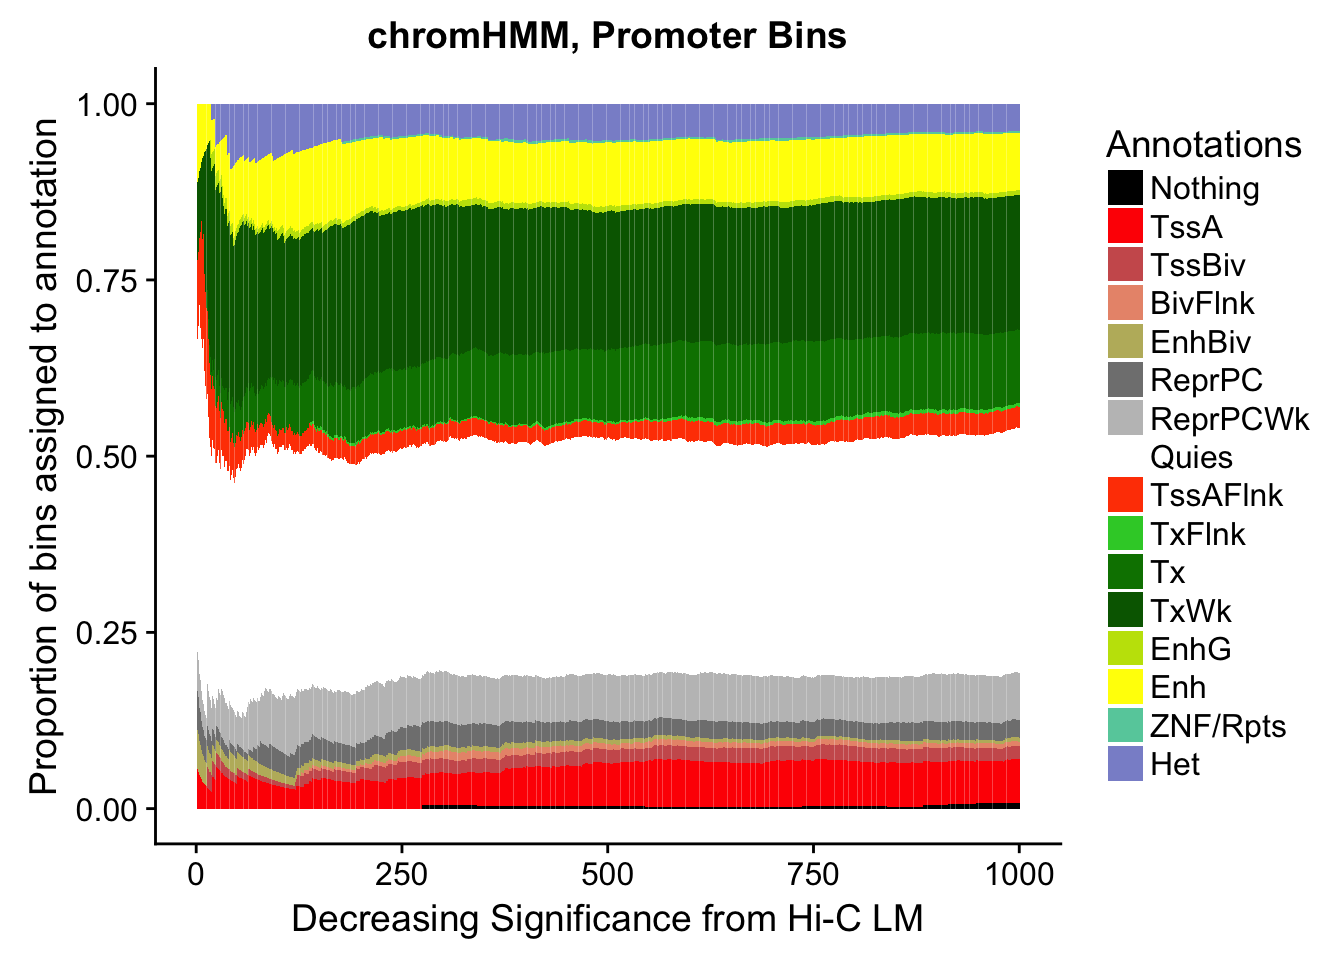 chromHMM, Promoter Bins
Proportion of bins assigned to annotation
1.00
0.75
0.50
0.25
0.00
0
250
500
750
1000
Decreasing Significance from Hi-C LM
Annotations
Nothing
TssA
TssBiv
BivFlnk
EnhBiv
ReprPC
ReprPCWk
Quies
TssAFlnk
TxFlnk
Tx
TxWk
EnhG
Enh
ZNF/Rpts
Het